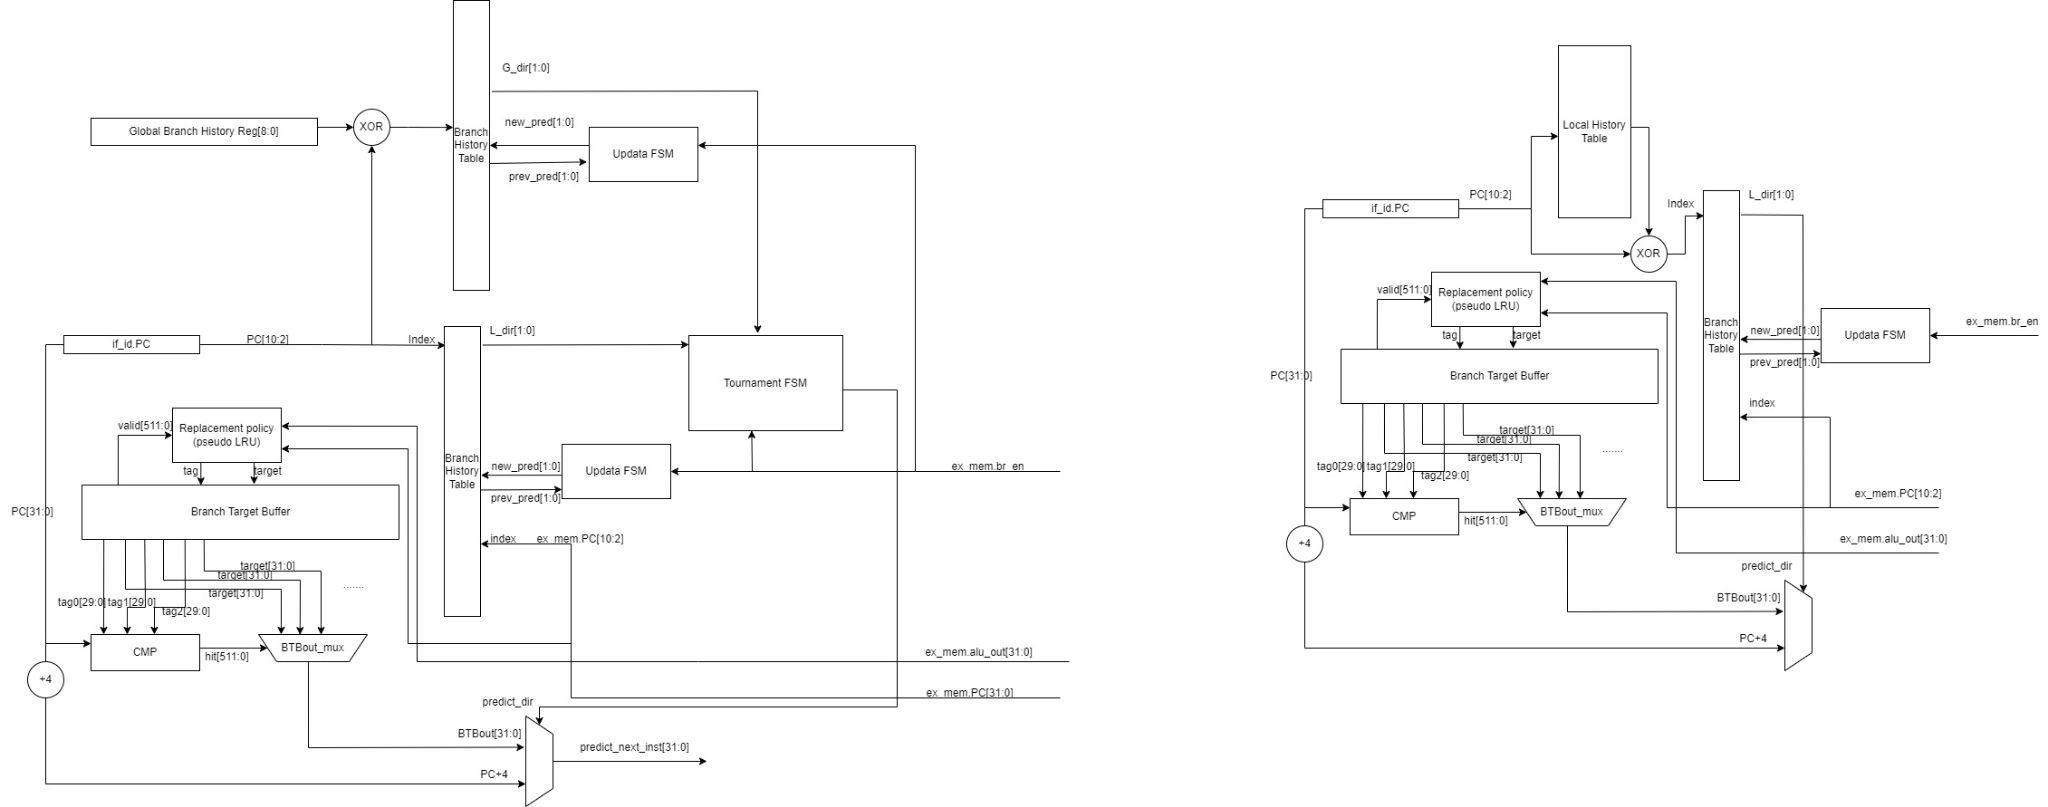 G_dir[1:0]
Global Branch History Reg[8:0]
XOR
Branch
History
Table
new_pred[1:0]
prev_pred[1:0]
Updata FSM
if_id.PC
PC[10:2]
Index
L_dir[1:0]
Tournament FSM
valid[511:0]
Replacement policy
(pseudo LRU)
tag
target
Branch
History
Table
new_pred[1:0]
prev_pred[1:0]
Updata FSM
ex_mem.br_en
PC[31:0]
Branch Target Buffer
index
ex_mem.PC[10:2]
target[31:0]
target[31:0]
target[31:0]
.......
tag0[29:0]
tag1[29:0]
tag2[29:0]
CMP
hit[511:0]
BTBout_mux
ex_mem.alu_out[31:0]
+4
ex_mem.PC[31:0]
predict_dir
BTBout[31:0]
predict_next_inst[31:0]
PC+4
Local History
Table
if_id.PC
PC[10:2]
Index
L_dir[1:0]
XOR
valid[511:0]
Replacement policy
(pseudo LRU)
tag
target
Branch
History
Table
new_pred[1:0]
prev_pred[1:0]
Updata FSM
ex_mem.br_en
PC[31:0]
Branch Target Buffer
index
target[31:0]
target[31:0]
target[31:0]
.......
tag0[29:0]
tag1[29:0]
tag2[29:0]
CMP
hit[511:0]
BTBout_mux
ex_mem.PC[10:2]
+4
ex_mem.alu_out[31:0]
predict_dir
BTBout[31:0]
PC+4